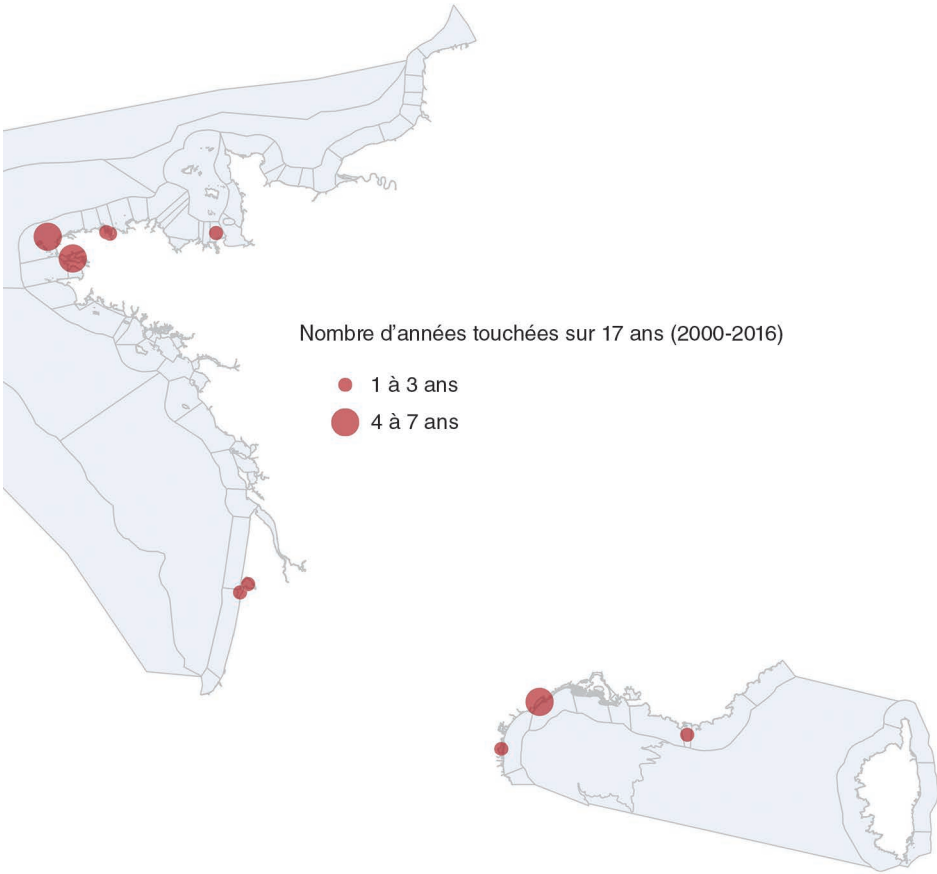 Nombre d’années touchées sur 17 ans (2000-2016)
1 à 3 ans
4 à 7 ans